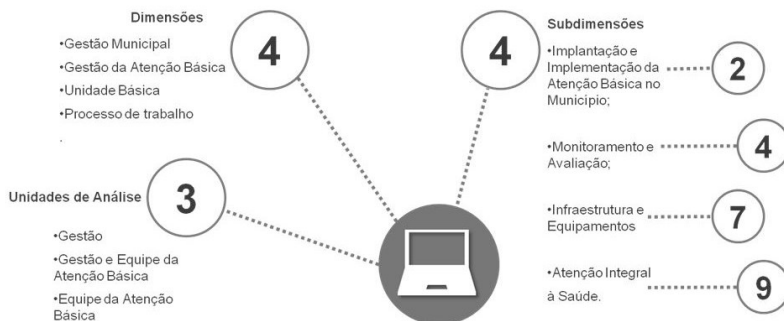 Dimensões
4
•Gestão Municipal
•Gestão da Atenção Básica
•Unidade Básica
•Processo de trabalho
.
Unidades de Análise
3
•Gestão
•Gestão e Equipe da
Atenção Básica
•Equipe da Atenção
Básica
4
Subdimensões
•Implantação e
Implementação da
Atenção Básica no
Municipio;
2
•Monitoramento e
Avaliação;
4
•Infraestrutura e
Equipamentos
7
•Atenção Integral
à Saúde.
9